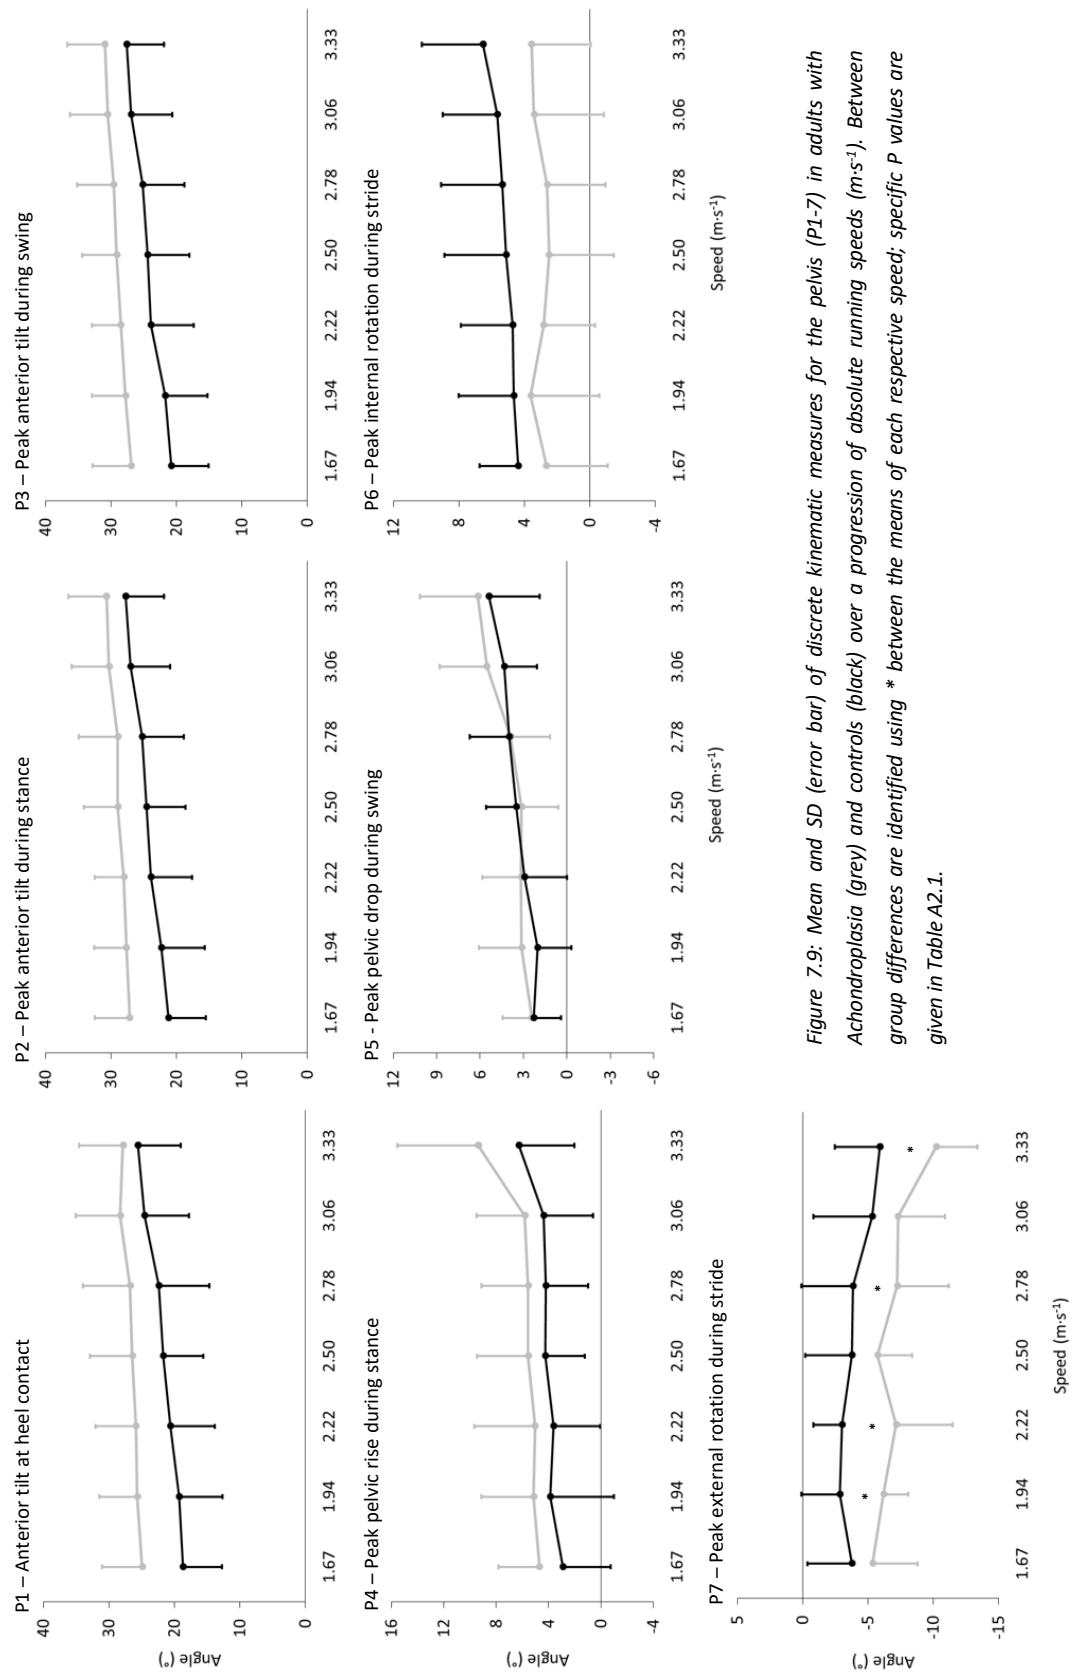 P1 – Anterior tilt at heel contact
40
30
20
10
0
Angle (°)
1.67 1.94 2.22 2.50 2.78 3.06 3.33
P2 – Peak anterior tilt during stance
40
30
20
10
0
1.67 1.94 2.22 2.50 2.78 3.06 3.33
P3 – Peak anterior tilt during swing
40
30
20
10
0
1.67 1.94 2.22 2.50 2.78 3.06 3.33
P4 – Peak pelvic rise during stance
16
12
8
4
0
-4
Angle (°)
1.67 1.94 2.22 2.50 2.78 3.06 3.33
P5 - Peak pelvic drop during swing
12
9
6
3
0
-3
-6
1.67 1.94 2.22 2.50 2.78 3.06 3.33
Speed (m·s-1)
P6 – Peak internal rotation during stride
12
8
4
0
-4
1.67 1.94 2.22 2.50 2.78 3.06 3.33
Speed (m·s-1)
P7 – Peak external rotation during stride
5
0
-5
-10
-15
Angle (°)
* * * *
1.67 1.94 2.22 2.50 2.78 3.06 3.33
Speed (m·s-1)
Figure 7.9: Mean and SD (error bar) of discrete kinematic measures for the pelvis (P1-7) in adults with
Achondroplasia (grey) and controls (black) over a progression of absolute running speeds (m·s-1). Between
group differences are identified using * between the means of each respective speed; specific P values are
given in Table A2.1.